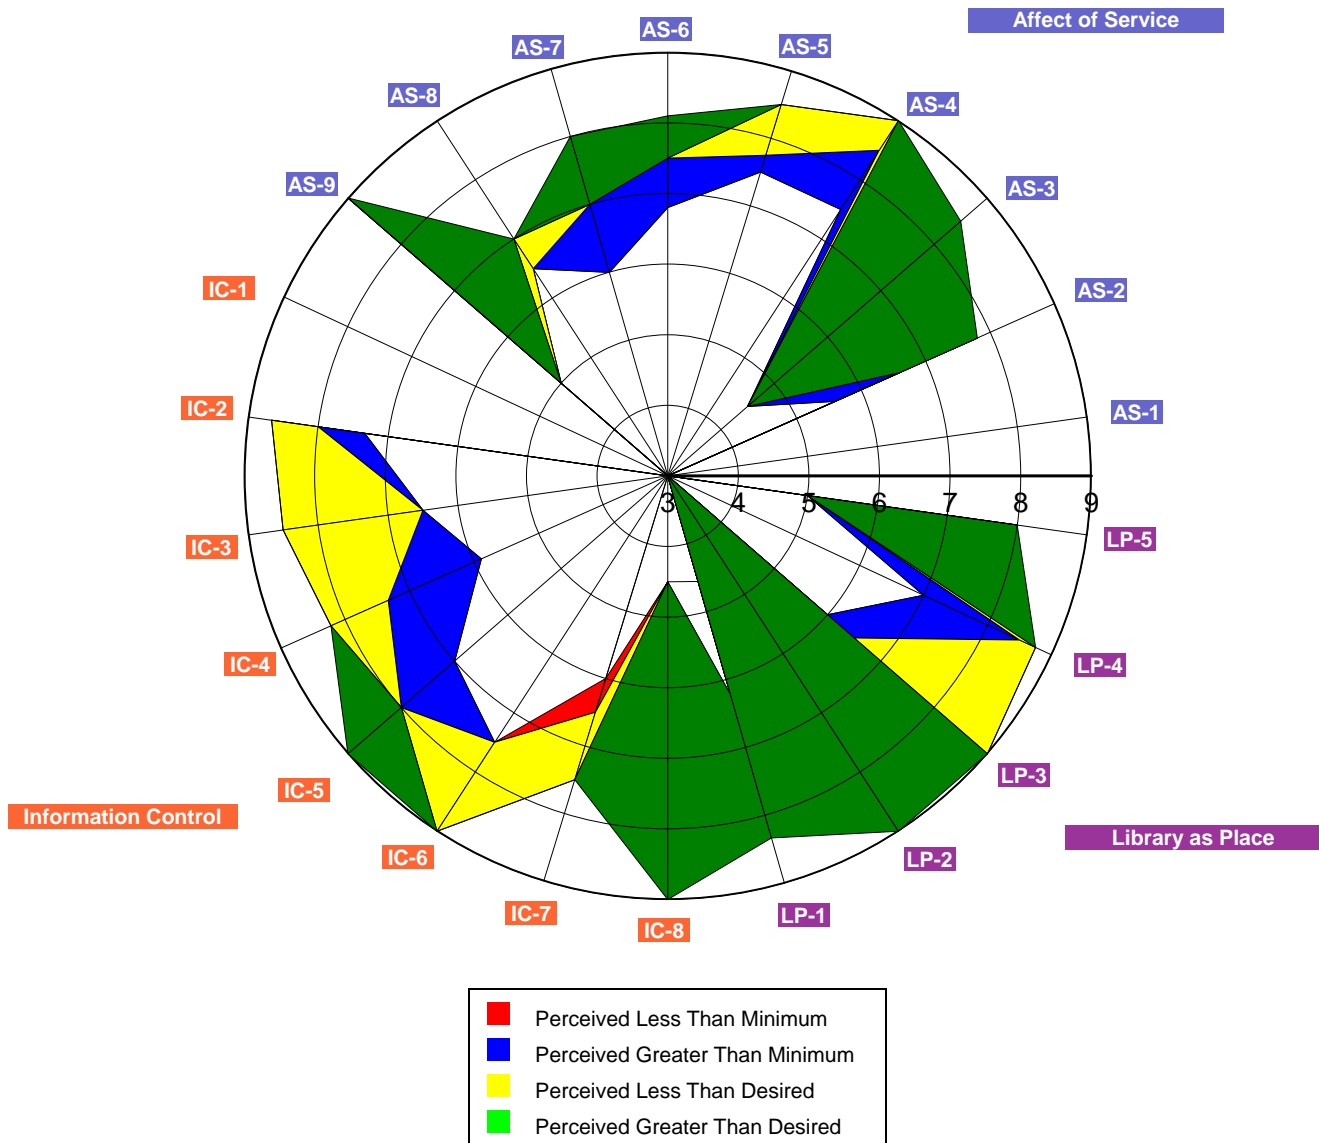 Affect of Service
AS-6
AS-7
AS-5
AS-8
AS-4
AS-9
AS-3
IC-1
AS-2
IC-2
AS-1
3 4 5 6 7 8 9
IC-3
LP-5
IC-4
LP-4
IC-5
LP-3
Information Control
Library as Place
IC-6
LP-2
IC-7
LP-1
IC-8
Perceived Less Than Minimum
Perceived Greater Than Minimum
Perceived Less Than Desired
Perceived Greater Than Desired